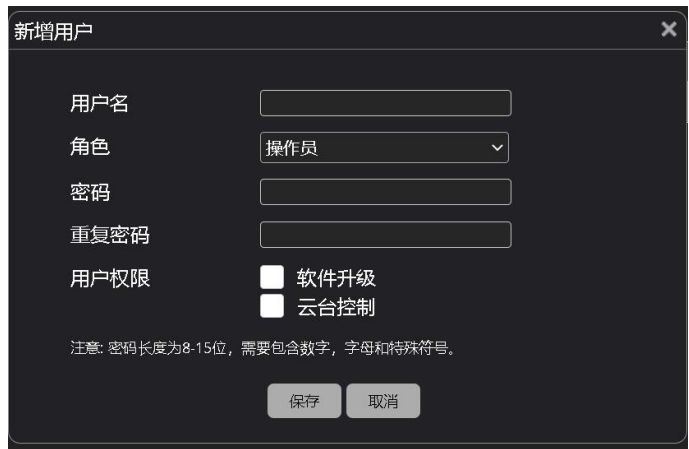 新增用户
用户名
角色 操作员
密码
重复密码
用户权限 软件升级
云台控制
注意: 密码长度为8-15位，需要包含数字，字母和特殊符号。
保存 取消